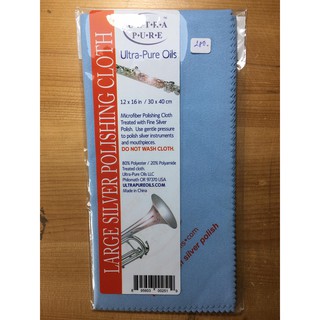 ULTRA
PURE
Ultra-Pure Oils
12 x 16 in / 30 x 40 cm
Microfiber Polishing Cloth
Treated with Fine Silver
Polish. Use gentle pressure
to polish silver instruments
and mouthpieces.
DO NOT WASH CLOTH.
80% Polyester / 20% Polyamide
Treated cloth.
Ultra-Pure Oils LLC
Philomath OR 97370 USA
ULTRAPUREOILS.COM
Made in China
LARGE SILVER POLISHING CLOTH
s•com
silver polish